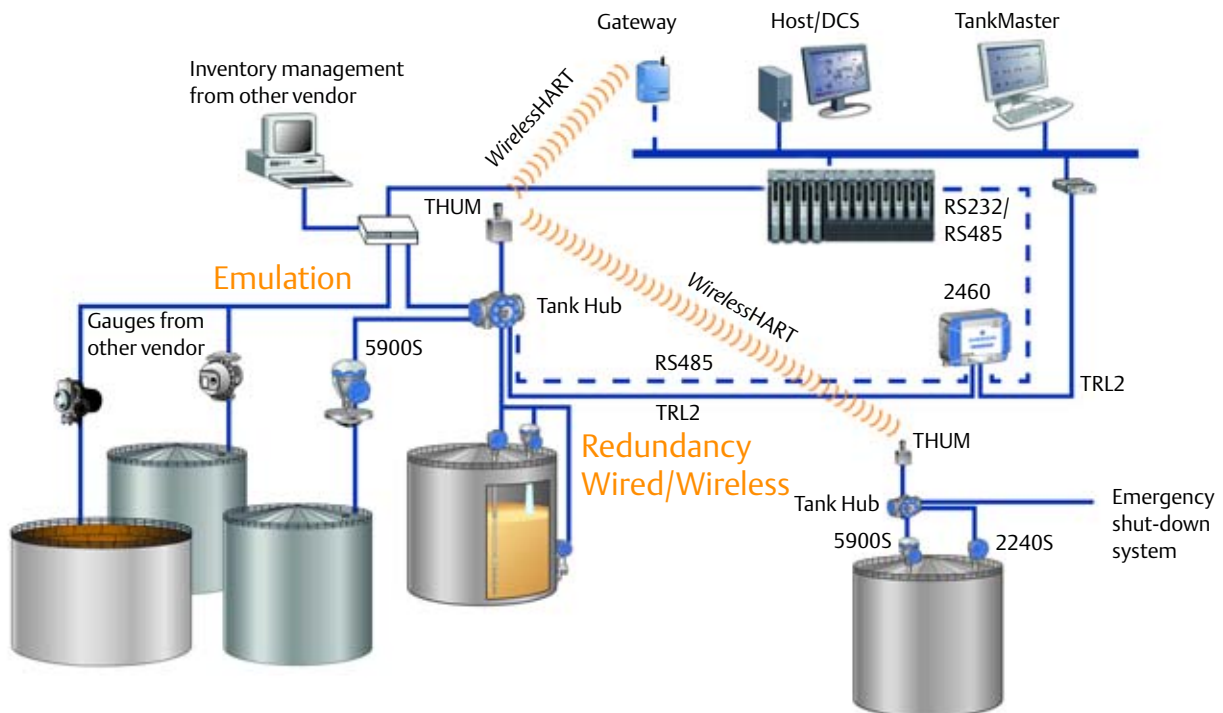 Gateway
Host/DCS
TankMaster
Inventory management
from other vendor
WirelessHART
THUM
RS232/
RS485
Emulation
WirelessHART
2460
Tank Hub
Gauges from
other vendor
5900S
RS485
TRL2
TRL2
Redundancy
Wired/Wireless
THUM
Tank Hub
Emergency
shut-down
system
5900S
2240S